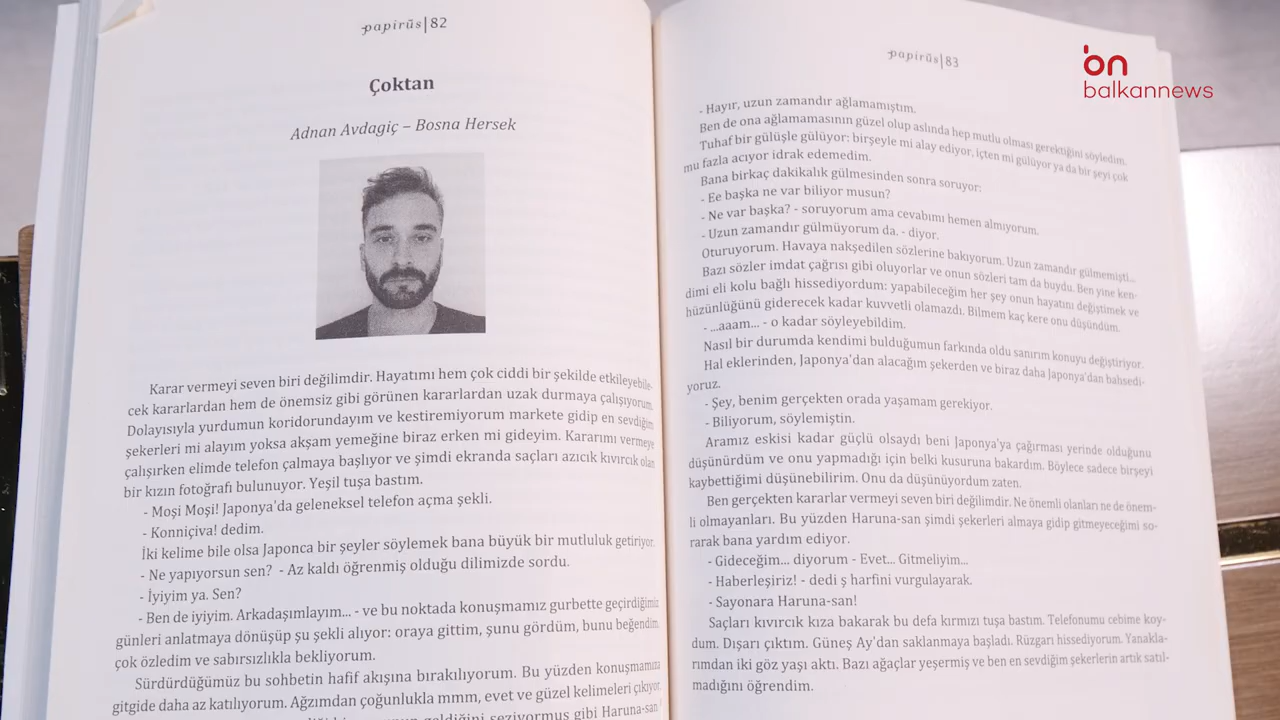 papirüs|82
Çoktan
Adnan Avdagiç – Bosna Hersek
Karar vermeyi seven biri değilimdir. Hayatımı hem çok ciddi bir şekilde etkileyebile-
cek kararlardan hem de önemsiz gibi görünen kararlardan uzak durmaya çalışıyorum.
Dolayısıyla yurdumun koridorundayım ve kestiremiyorum markete gidip en sevdiğim
şekerleri mi alayım yoksa akşam yemeğine biraz erken mi gideyim. Kararımı vermeye
çalışırken elimde telefon çalmaya başlıyor ve şimdi ekranda saçları azıcık kıvırcık olan
bir kızın fotoğrafı bulunuyor. Yeşil tuşa bastım.
- Moşi Moşi! Japonya'da geleneksel telefon açma şekli.
- Konniçiva! dedim.
İki kelime bile olsa Japonca bir şeyler söylemek bana büyük bir mutluluk getiriyor.
- Ne yapıyorsun sen? - Az kaldı öğrenmiş olduğu dilimizde sordu.
- İyiyim ya. Sen?
- Ben de iyiyim. Arkadaşımlayım... - ve bu noktada konuşmamız gurbette geçirdiğimiz
günleri anlatmaya dönüşüp şu şekli alıyor: oraya gittim, şunu gördüm, bunu beğendim,
çok özledim ve sabırsızlıkla bekliyorum.
Sürdürdüğümüz bu sohbetin hafif akışına bırakılıyorum. Bu yüzden konuşmamıza
gitgide daha az katılıyorum. Ağzımdan çoğunlukla mmm, evet ve güzel kelimeleri çıkıyor.
geldiğini seziyormuş gibi Haruna-san
papirüs|83
- Hayır, uzun zamandır ağlamamıştım.
Ben de ona ağlamamasının güzel olup aslında hep mutlu olması gerektiğini söyledim.
Tuhaf bir gülüşle gülüyor: birşeyle mi alay ediyor, içten mi gülüyor ya da bir şeyi çok
mu fazla acıyor idrak edemedim.
Bana birkaç dakikalık gülmesinden sonra soruyor:
- Ee başka ne var biliyor musun?
- Ne var başka? - soruyorum ama cevabımı hemen almıyorum.
- Uzun zamandır gülmüyorum da. - diyor.
Oturuyorum. Havaya nakşedilen sözlerine bakıyorum. Uzun zamandır gülmemişti...
Bazı sözler imdat çağrısı gibi oluyorlar ve onun sözleri tam da buydu. Ben yine ken-
dimi eli kolu bağlı hissediyordum: yapabileceğim her şey onun hayatını değiştimek ve
hüzünlüğünü giderecek kadar kuvvetli olamazdı. Bilmem kaç kere onu düşündüm.
- ...aaam... - o kadar söyleyebildim.
Nasıl bir durumda kendimi bulduğumun farkında oldu sanırım konuyu değiştiriyor.
Hal eklerinden, Japonya'dan alacağım şekerden ve biraz daha Japonya'dan bahsedi-
yoruz.
- Şey, benim gerçekten orada yaşamam gerekiyor.
- Biliyorum, söylemiştin.
Aramız eskisi kadar güçlü olsaydı beni Japonya'ya çağırması yerinde olduğunu
düşünürdüm ve onu yapmadığı için belki kusuruna bakardım. Böylece sadece birşeyi
kaybettiğimi düşünebilirim. Onu da düşünüyordum zaten.
Ben gerçekten kararlar vermeyi seven biri değilimdir. Ne önemli olanları ne de önem-
li olmayanları. Bu yüzden Haruna-san şimdi şekerleri almaya gidip gitmeyeceğimi so-
rarak bana yardım ediyor.
- Gideceğim... diyorum - Evet... Gitmeliyim...
- Haberleşiriz! - dedi ş harfini vurgulayarak.
- Sayonara Haruna-san!
Saçları kıvırcık kıza bakarak bu defa kırmızı tuşa bastım. Telefonumu cebime koy-
dum. Dışarı çıktım. Güneş Ay'dan saklanmaya başladı. Rüzgarı hissediyorum. Yanakla-
rımdan iki göz yaşı aktı. Bazı ağaçlar yeşermiş ve ben en sevdiğim şekerlerin artık satıl-
madığını öğrendim.
bn
balkannews